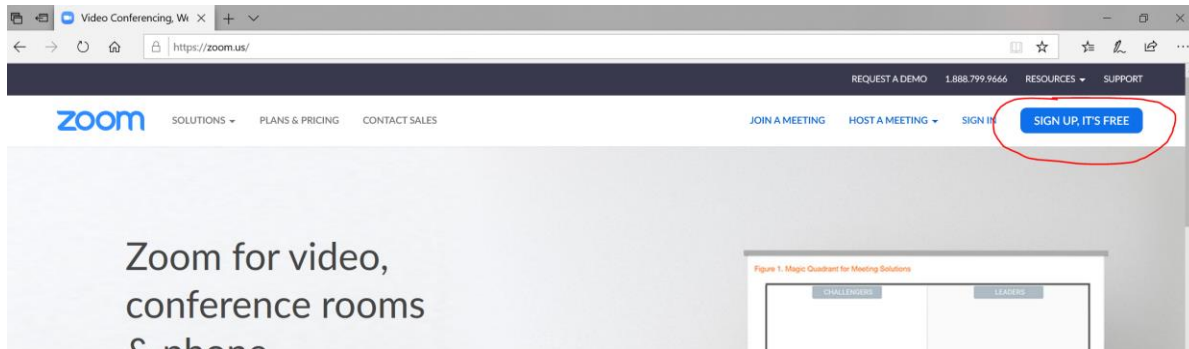 Video Conferencing, We
https://zoom.us/
REQUEST A DEMO 1.888.799.9666 RESOURCES SUPPORT
zoom SOLUTIONS PLANS & PRICING CONTACT SALES JOIN A MEETING HOST A MEETING SIGN IN SIGN UP, IT'S FREE
Zoom for video,
conference rooms
& phone
Figure 1. Magic Quadrant for Meeting Solutions
CHALLENGERS LEADERS